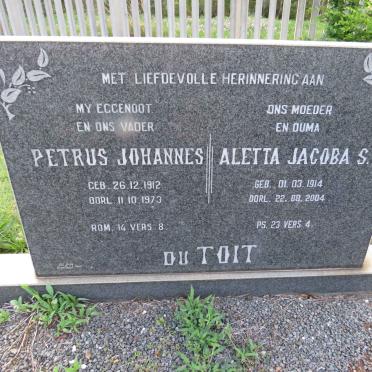 MET LIEFDEVOLLE HERINNERING AAN
MY EGGENOOT
EN ONS VADER
PETRUS JOHANNES
GEB. 26.12.1912
OORL. 11.10.1973
ROM. 14 VERS 8
ONS MOEDER
EN OUMA
ALETTA JACOBA S.
GEB. 01.03.1914
OORL. 22.08.2004
PS. 23 VERS 4
DU TOIT